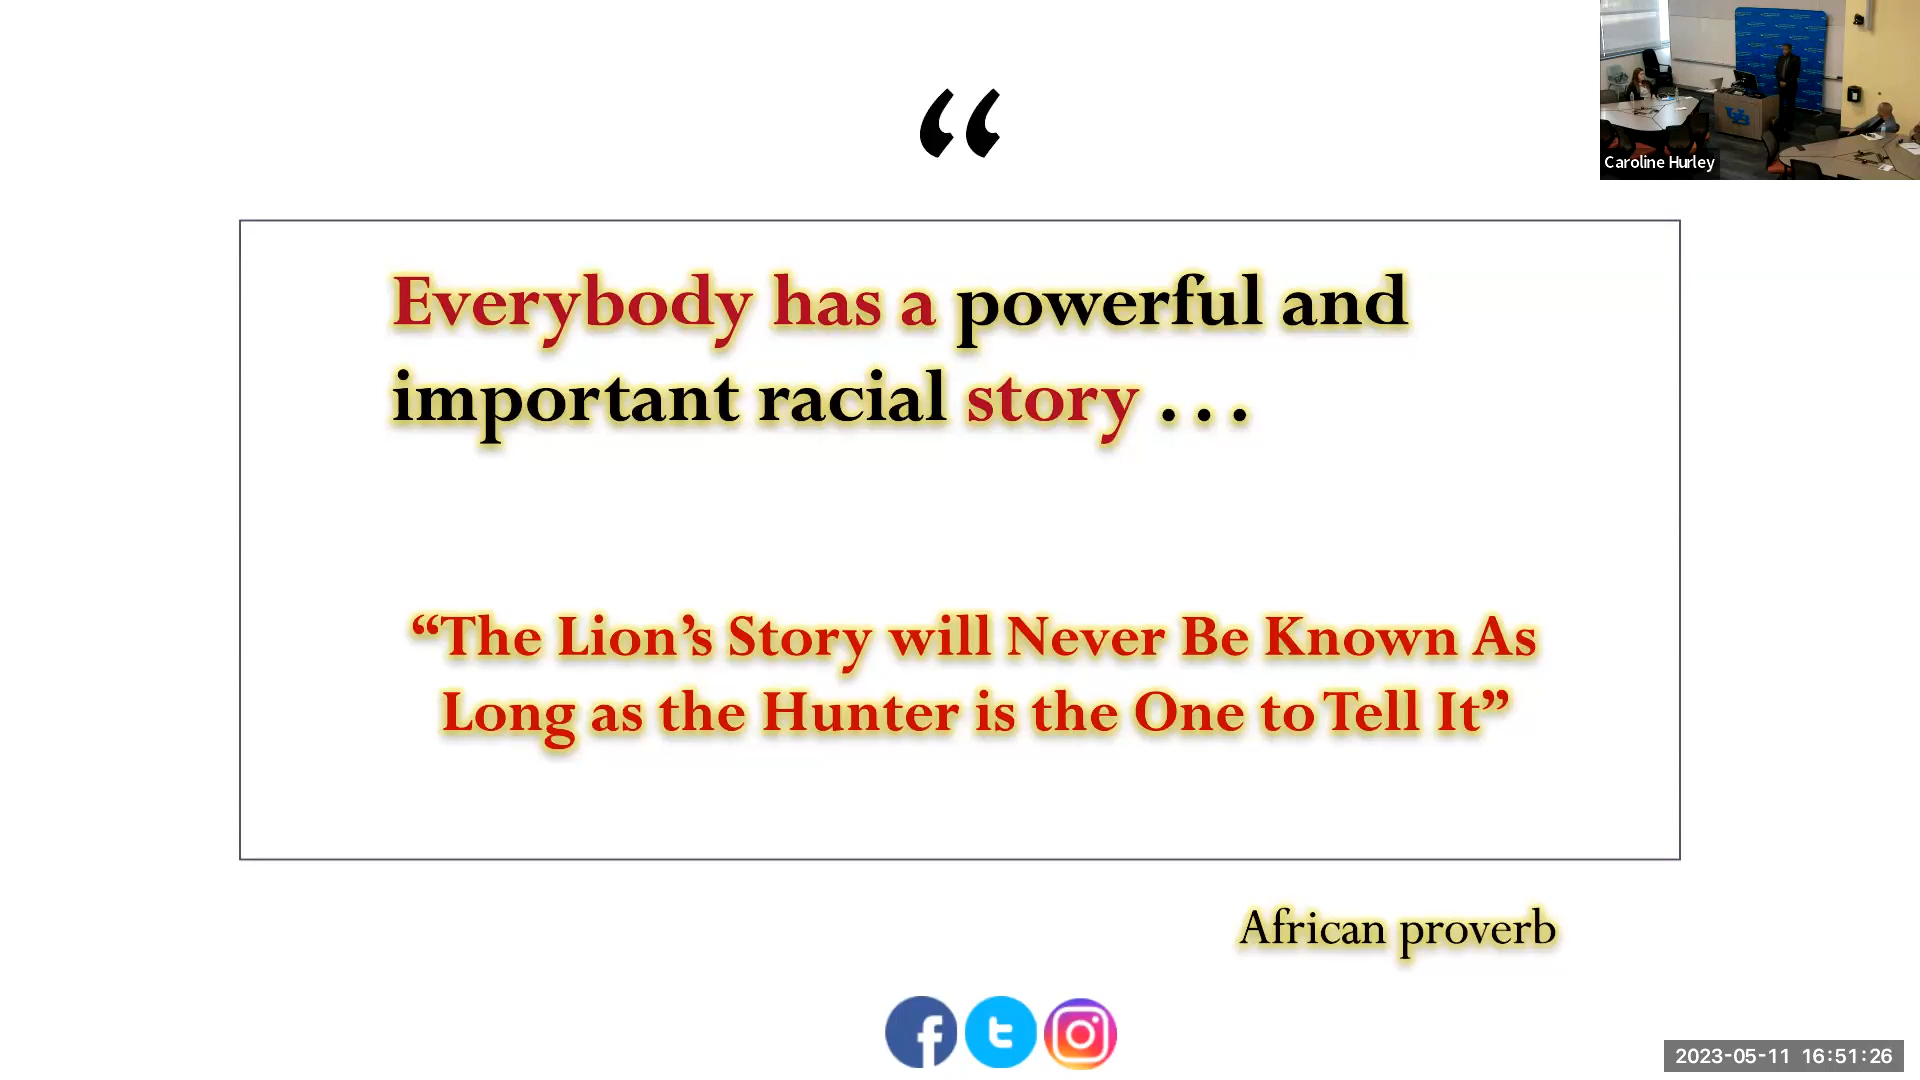 “
Caroline Hurley
Everybody has a powerful and
important racial story . . .
“The Lion’s Story will Never Be Known As
Long as the Hunter is the One to Tell It”
African proverb
2023-05-11 16:51:26